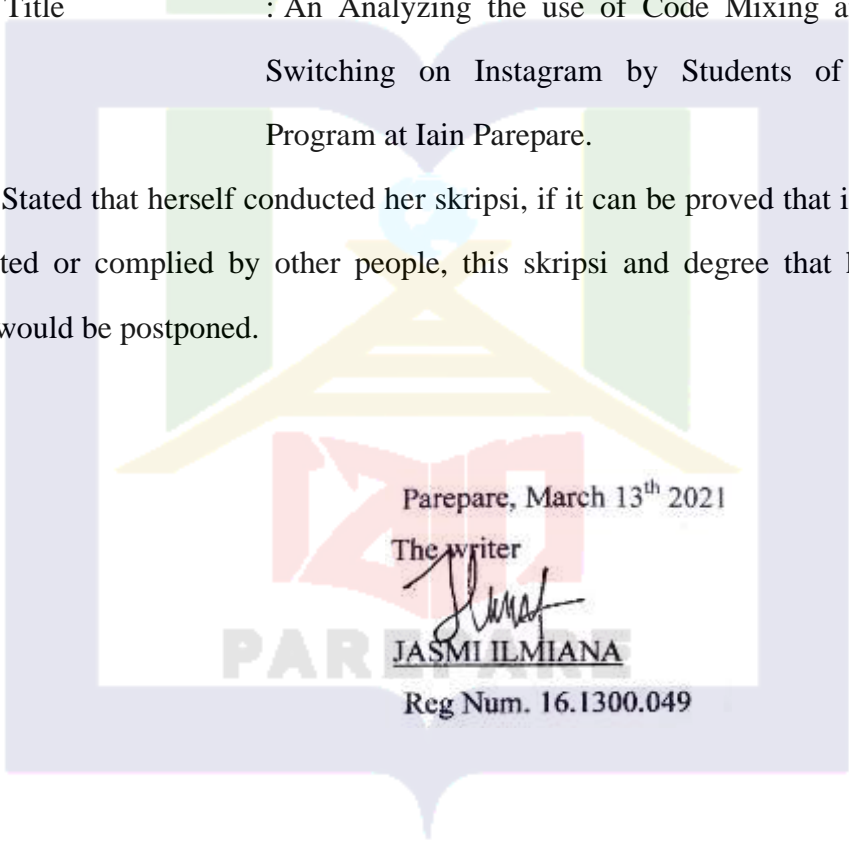 Title : An Analyzing the use of Code Mixing a
Switching on Instagram by Students of
Program at Iain Parepare.
Stated that herself conducted her skripsi, if it can be proved that i
ted or complied by other people, this skripsi and degree that
would be postponed.
Parepare, March 13th 2021
The writer
JASMI ILMIANA
Reg Num. 16.1300.049
PAREPARE